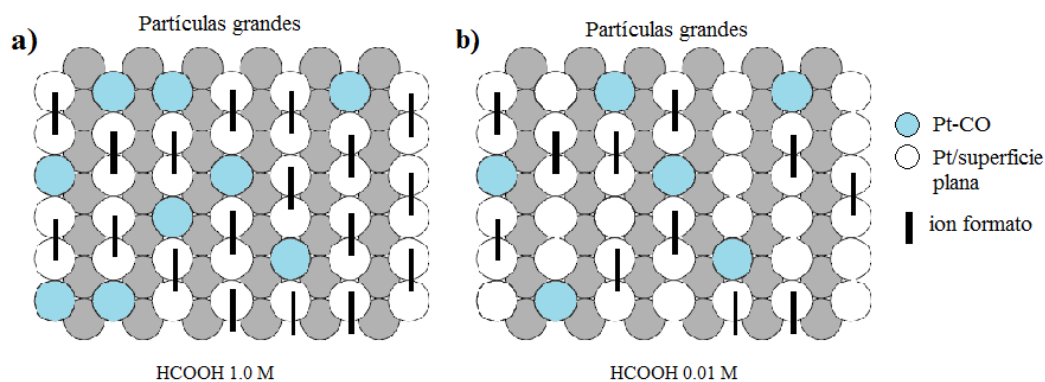 a)
Partículas grandes
HCOOH 1.0 M
b)
Partículas grandes
HCOOH 0.01 M
Pt-CO
Pt/superficie
plana
ion formato